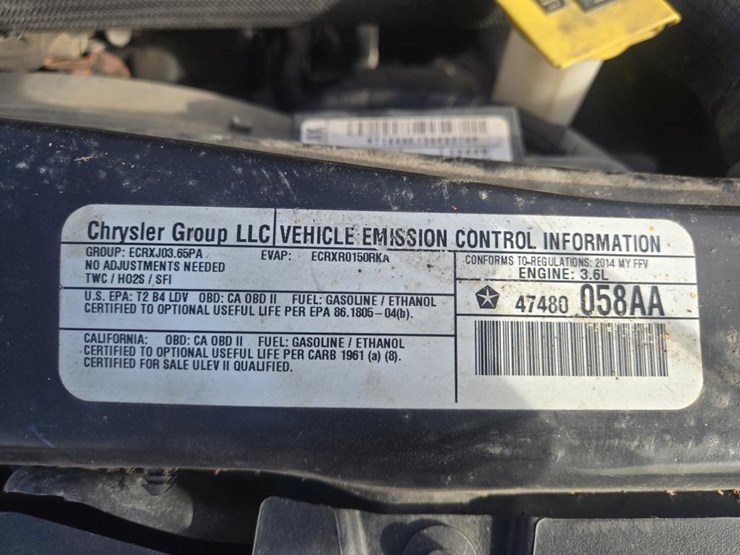 Chrysler Group LLC VEHICLE EMISSION CONTROL INFORMATION
GROUP: ECRXJ03.65PA EVAP: ECRXR0150RKA
NO ADJUSTMENTS NEEDED
TWC / HO2S / SFI
U.S. EPA: T2 B4 LDV OBD: CA OBD II FUEL: GASOLINE / ETHANOL
CERTIFIED TO OPTIONAL USEFUL LIFE PER EPA 86.1805-04(b).
CALIFORNIA: OBD: CA OBD II FUEL: GASOLINE / ETHANOL
CERTIFIED TO OPTIONAL USEFUL LIFE PER CARB 1961 (a) (8).
CERTIFIED FOR SALE ULEV II QUALIFIED.
CONFORMS TO REGULATIONS: 2014 MY FFV
ENGINE: 3.6L
47480 058AA